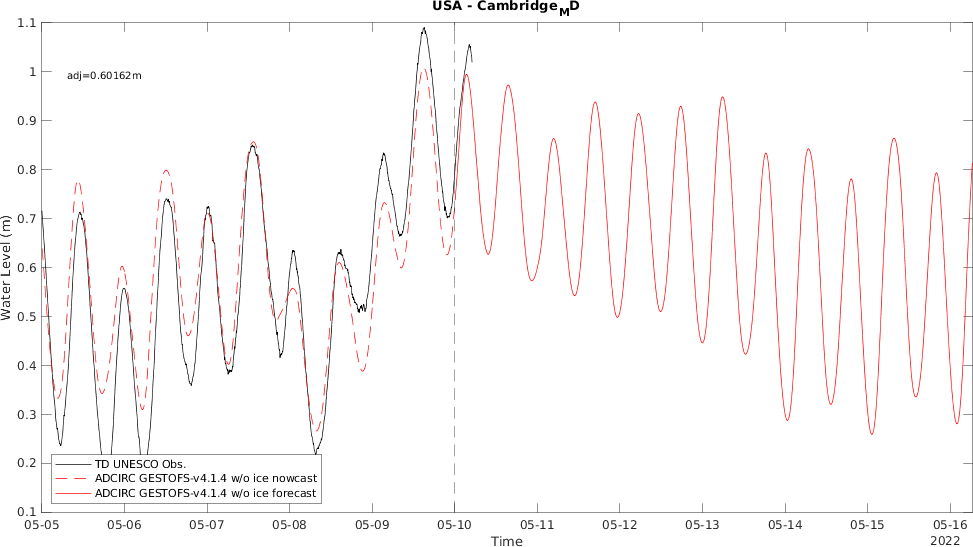 USA - Cambridge_MD
1.1
1
0.9
0.8
0.7
0.6
0.5
0.4
0.3
0.2
0.1
Water Level (m)
adj=0.60162m
TD UNESCO Obs.
ADCIRC GESTOFS-v4.1.4 w/o ice nowcast
ADCIRC GESTOFS-v4.1.4 w/o ice forecast
05-05 05-06 05-07 05-08 05-09 05-10 05-11 05-12 05-13 05-14 05-15 05-16
Time 2022